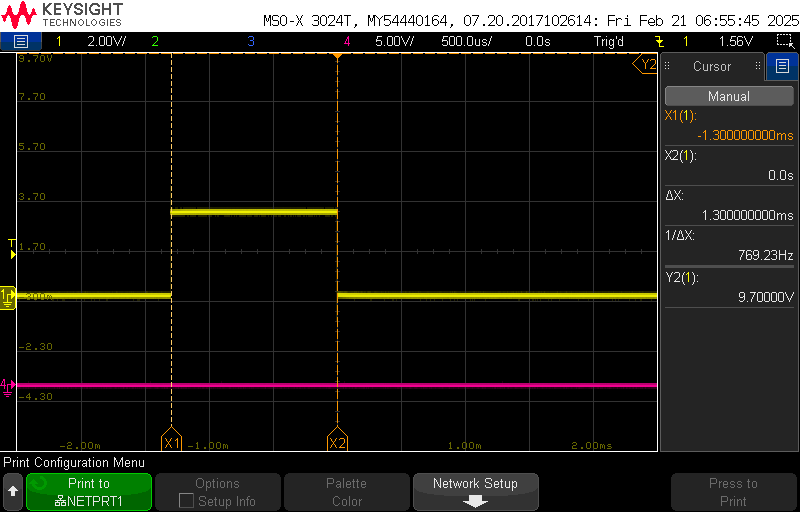 KEYSIGHT
TECHNOLOGIES
MSO-X 3024T, MY54440164, 07.20.2017102614: Fri Feb 21 06:55:45 2025
1 2.00V/ 2 3 4 5.00V/ 500.0us/ 0.0s Trig'd 1 1.56V
9.70V
7.70
5.70
3.70
1.70
-300m
-2.30
-4.30
-2.00m
-1.00m
1.00m
2.00ms
T
1
4
X1
X2
Y2
Cursor
Manual
X1(1):
-1.300000000ms
X2(1):
0.0s
ΔX:
1.300000000ms
1/ΔX:
769.23Hz
Y2(1):
9.70000V
Print Configuration Menu
Print to
NETPRT1
Options
Setup Info
Palette
Color
Network Setup
Press to
Print